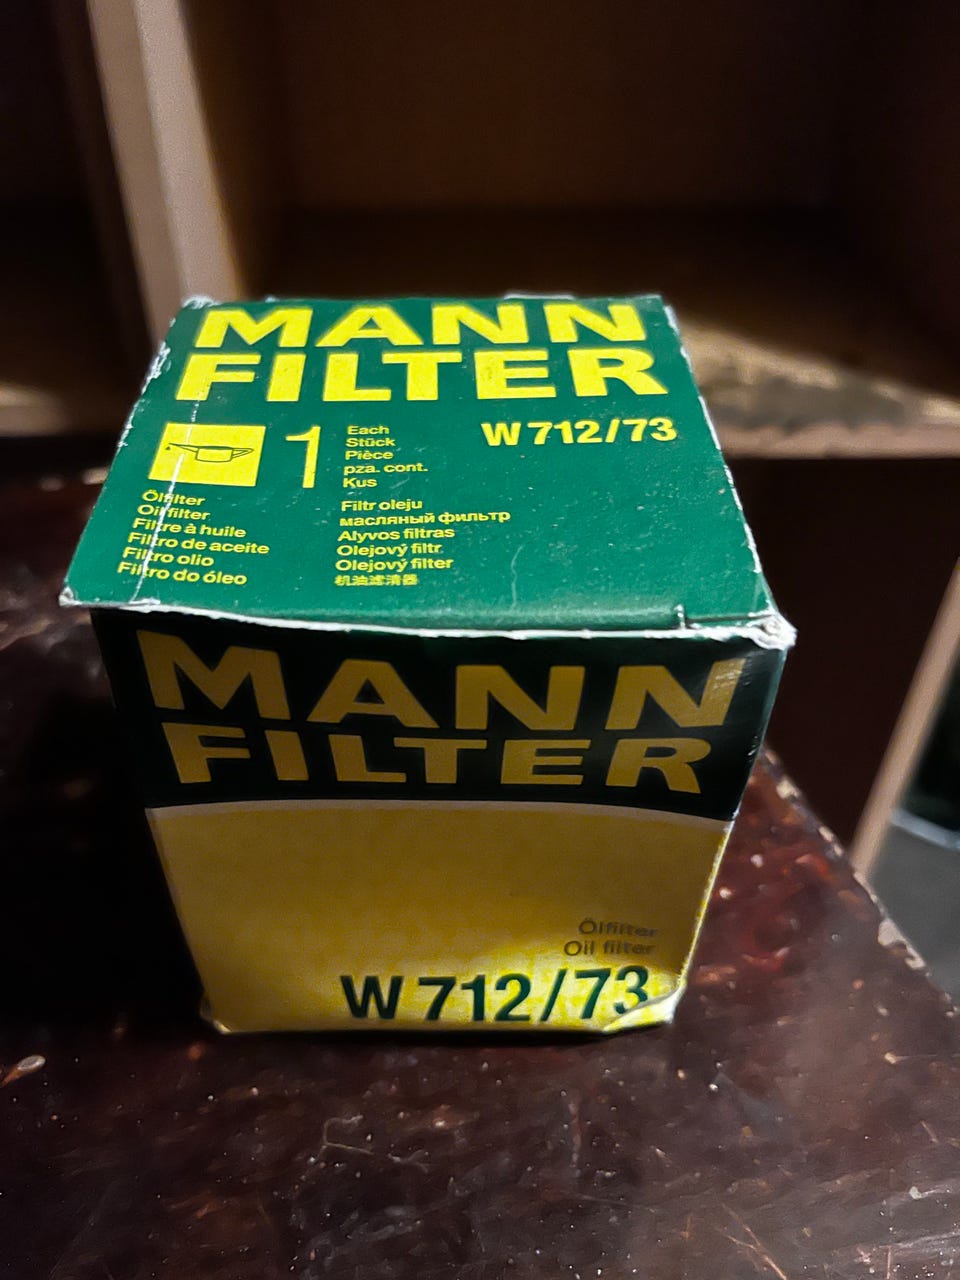 MANN
FILTER
W 712/73
1
Each
Stück
Pièce
pza. cont.
Kus
Ölfilter
Oil filter
Filtre à huile
Filtro de aceite
Filtro olio
Filtro do óleo
Filtr oleju
масляный фильтр
Alyvos filtras
Olejový filtr
Olejový filter
机油滤清器
MANN
FILTER
Ölfilter
Oil filter
W 712/73